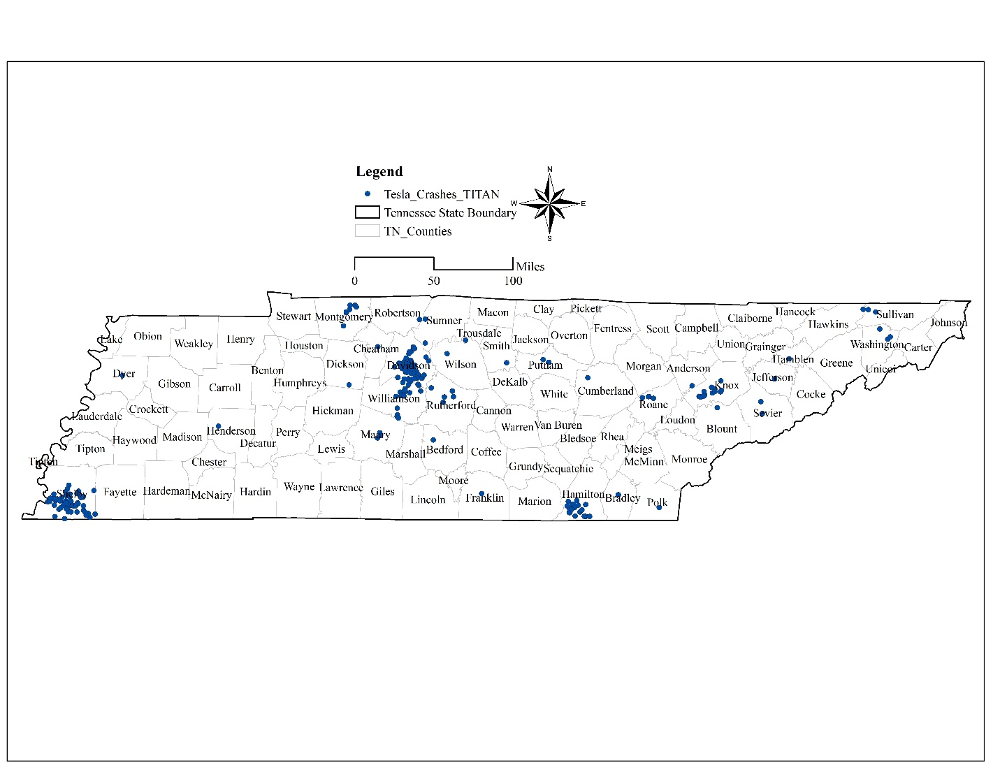 Legend
N
Tesla_Crashes_TITAN
W
E
Tennessee State Boundary
TN_Counties
S
Miles
0
50
100
Stewart
Montgomery
Robertson
Sumner
Macon
Clay
Pickett
Fentress
Scott
Campbell
Claiborne
Hancock
Hawkins
Sullivan
Johnson
Lake
Obion
Weakley
Henry
Houston
Cheatham
Trousdale
Smith
Jackson
Overton
Union
Grainger
Washington
Carter
Dyer
Gibson
Carroll
Benton
Humphreys
Dickson
Davidson
Wilson
Putnam
DeKalb
White
Cumberland
Morgan
Anderson
Knox
Jefferson
Hamblen
Greene
Unicoi
Cocke
Lauderdale
Crockett
Henderson
Decatur
Perry
Hickman
Williamson
Rutherford
Cannon
Warren
Van Buren
Bledsoe
Rhea
Roane
Loudon
Blount
Sevier
Tipton
Tipton
Haywood
Madison
Chester
Lewis
Maury
Marshall
Bedford
Coffee
Grundy
Sequatchie
Meigs
McMinn
Monroe
Shelby
Fayette
Hardeman
McNairy
Hardin
Wayne
Lawrence
Giles
Lincoln
Moore
Franklin
Marion
Hamilton
Bradley
Polk